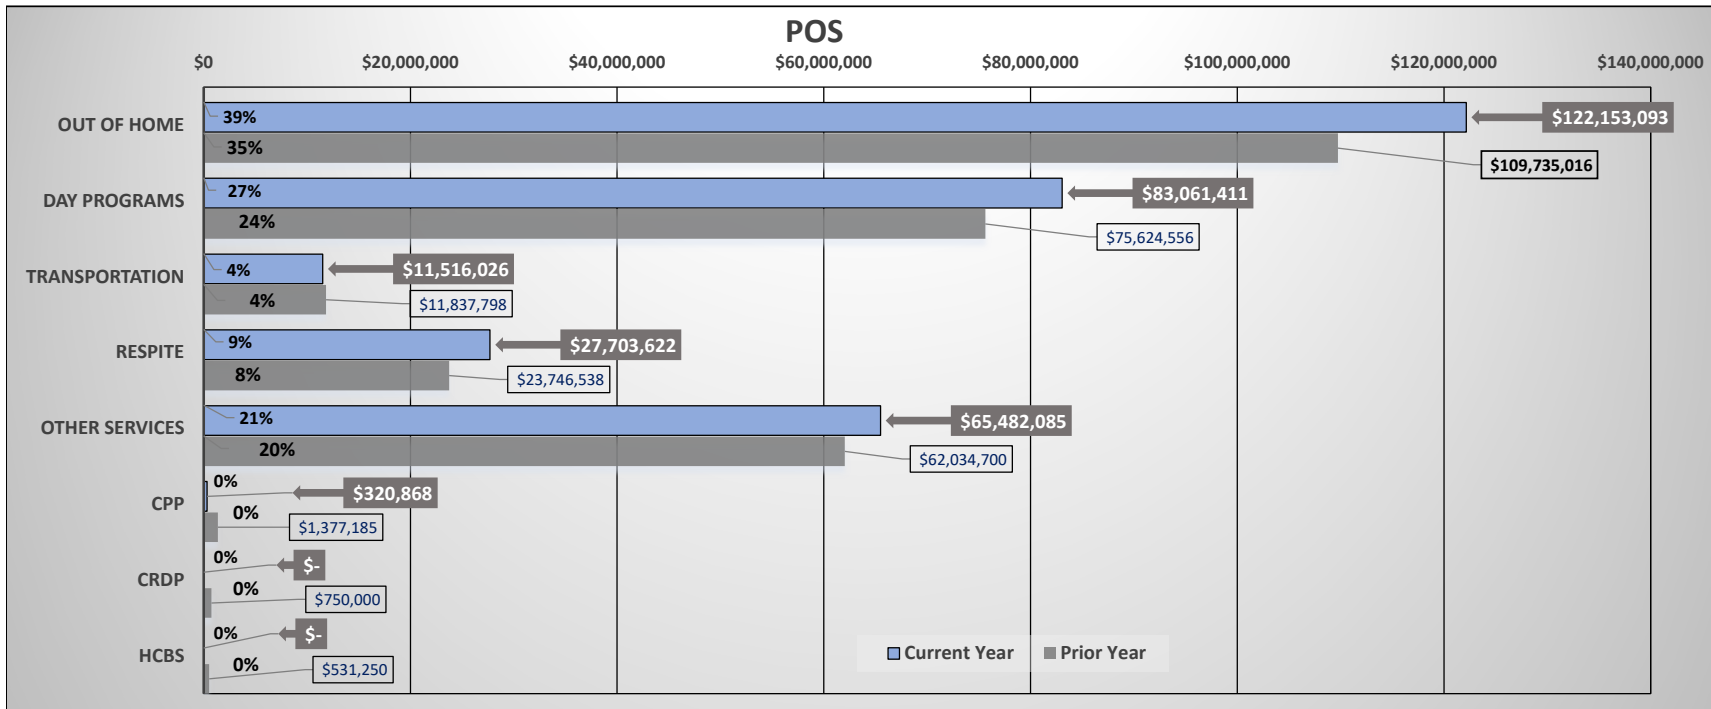 POS
$0 $20,000,000 $40,000,000 $60,000,000 $80,000,000 $100,000,000 $120,000,000 $140,000,000
OUT OF HOME
39%
$122,153,093
35%
$109,735,016
DAY PROGRAMS
27%
$83,061,411
24%
$75,624,556
TRANSPORTATION
4%
$11,516,026
4%
$11,837,798
RESPITE
9%
$27,703,622
8%
$23,746,538
OTHER SERVICES
21%
$65,482,085
20%
$62,034,700
CPP
0%
$320,868
0%
$1,377,185
CRDP
0%
$-
0%
$750,000
HCBS
0%
$-
0%
$531,250
Current Year Prior Year